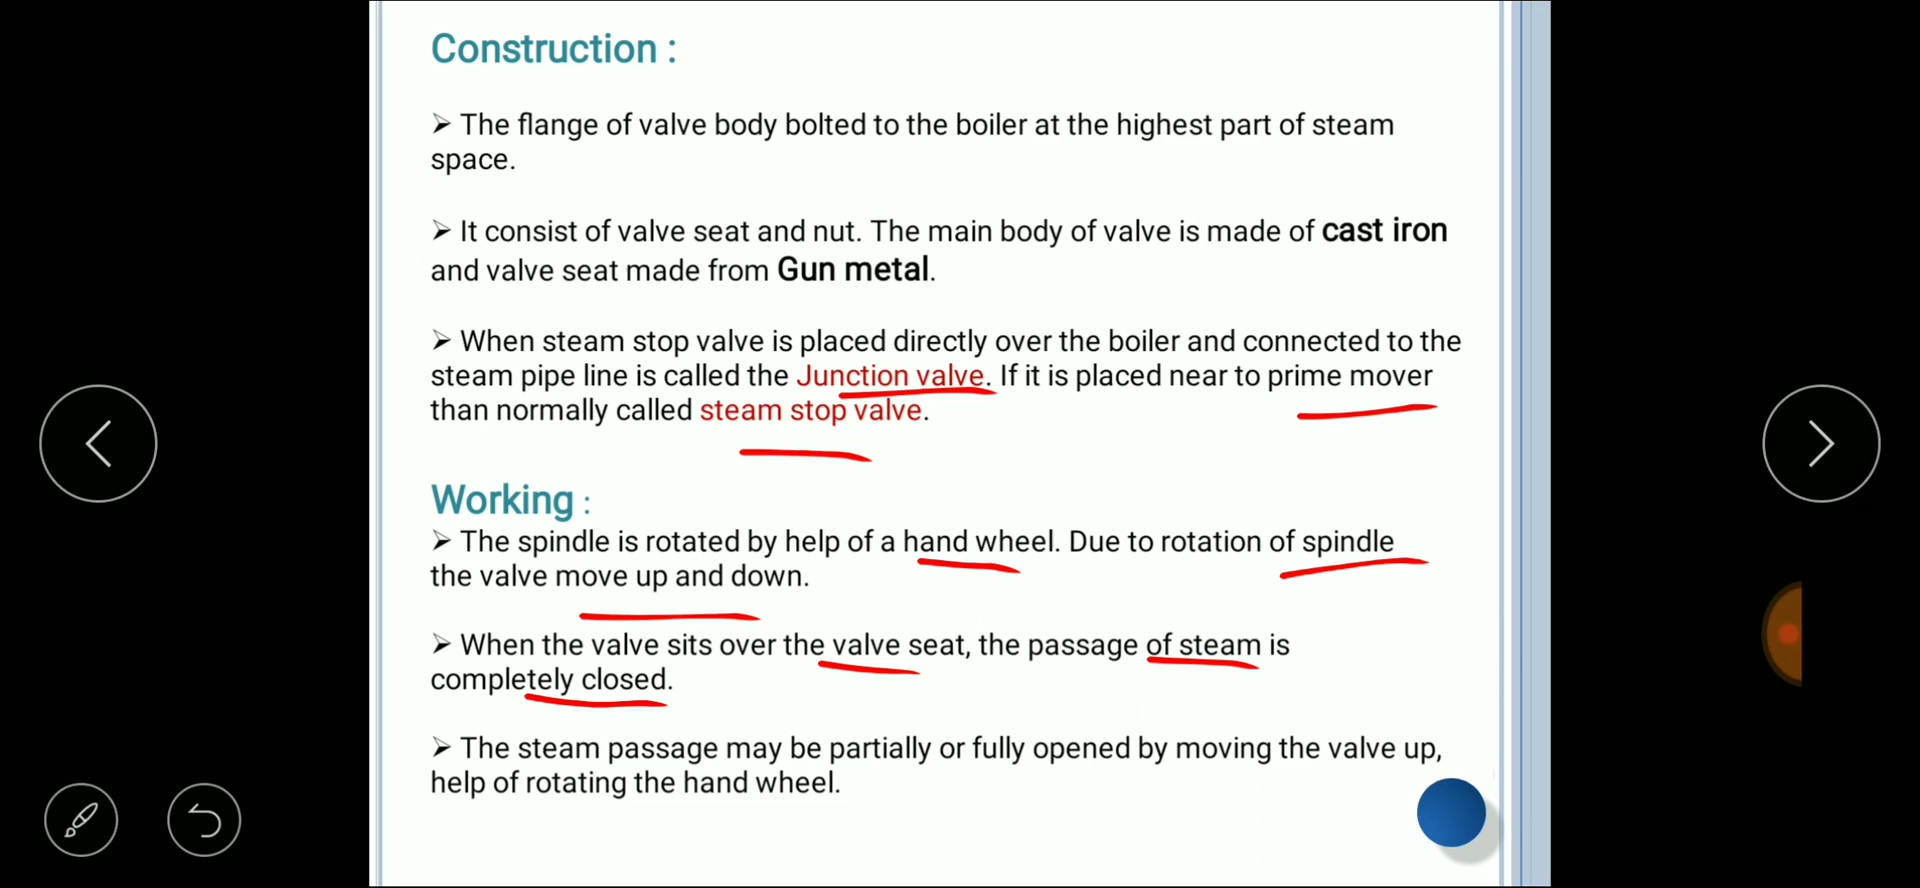 Construction :
➢ The flange of valve body bolted to the boiler at the highest part of steam
space.
➢ It consist of valve seat and nut. The main body of valve is made of cast iron
and valve seat made from Gun metal.
➢ When steam stop valve is placed directly over the boiler and connected to the
steam pipe line is called the Junction valve. If it is placed near to prime mover
than normally called steam stop valve.
Working :
➢ The spindle is rotated by help of a hand wheel. Due to rotation of spindle
the valve move up and down.
➢ When the valve sits over the valve seat, the passage of steam is
completely closed.
➢ The steam passage may be partially or fully opened by moving the valve up,
help of rotating the hand wheel.